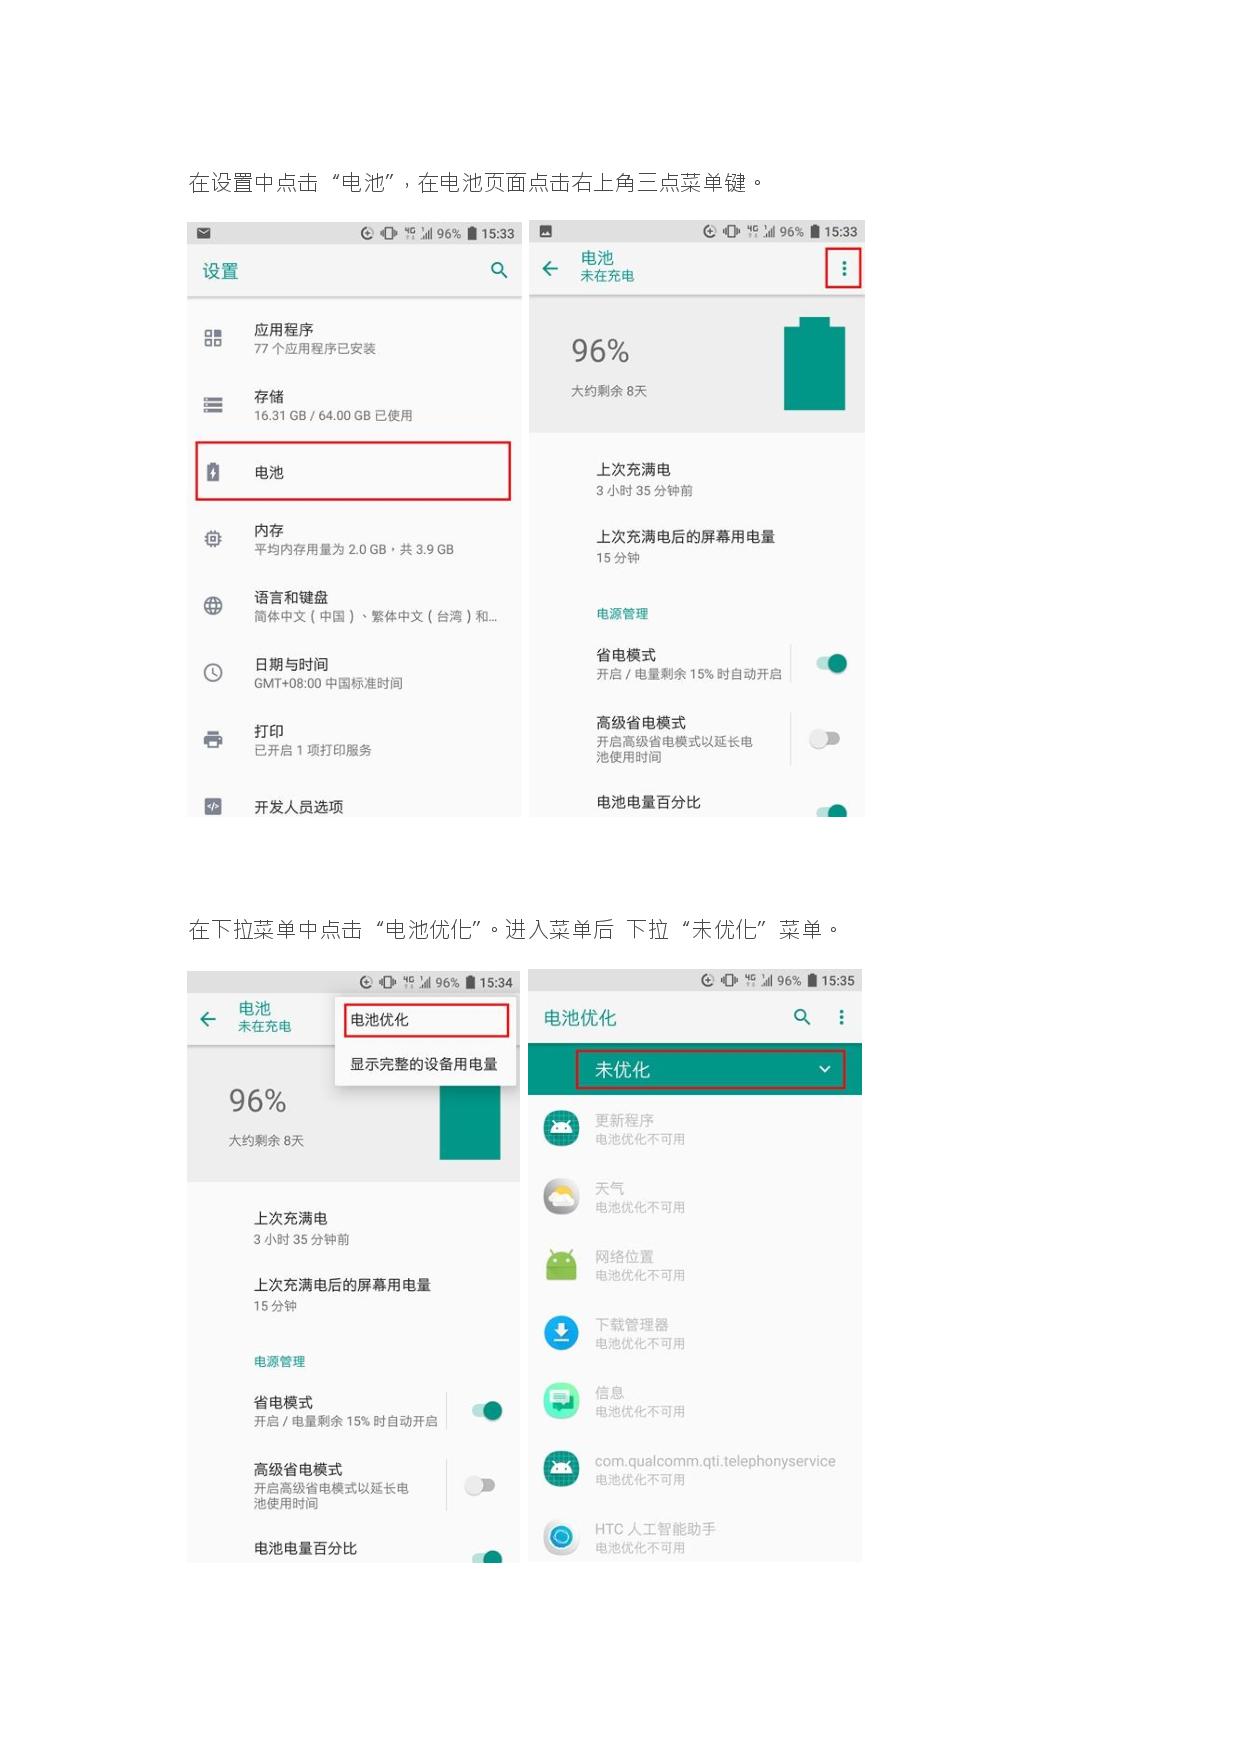 在设置中点击 “电池”，在电池页面点击右上角三点菜单键。
4G 96% 15:33
设置
应用程序
77 个应用程序已安装
存储
16.31 GB / 64.00 GB 已使用
电池
内存
平均内存用量为 2.0 GB，共 3.9 GB
语言和键盘
简体中文 ( 中国 ) 、繁体中文 ( 台湾 ) 和...
日期与时间
GMT+08:00 中国标准时间
打印
已开启 1 项打印服务
开发人员选项
4G 96% 15:33
电池
未在充电
96%
大约剩余 8天
上次充满电
3 小时 35 分钟前
上次充满电后的屏幕用电量
15 分钟
电源管理
省电模式
开启 / 电量剩余 15% 时自动开启
高级省电模式
开启高级省电模式以延长电
池使用时间
电池电量百分比
在下拉菜单中点击 “电池优化”。进入菜单后 下拉 “未优化” 菜单。
4G 96% 15:34
电池
未在充电
电池优化
显示完整的设备用电量
96%
大约剩余 8天
上次充满电
3 小时 35 分钟前
上次充满电后的屏幕用电量
15 分钟
电源管理
省电模式
开启 / 电量剩余 15% 时自动开启
高级省电模式
开启高级省电模式以延长电
池使用时间
电池电量百分比
4G 96% 15:35
电池优化
未优化
更新程序
电池优化不可用
天气
电池优化不可用
网络位置
电池优化不可用
下载管理器
电池优化不可用
信息
电池优化不可用
com.qualcomm.qti.telephonyservice
电池优化不可用
HTC 人工智能助手
电池优化不可用